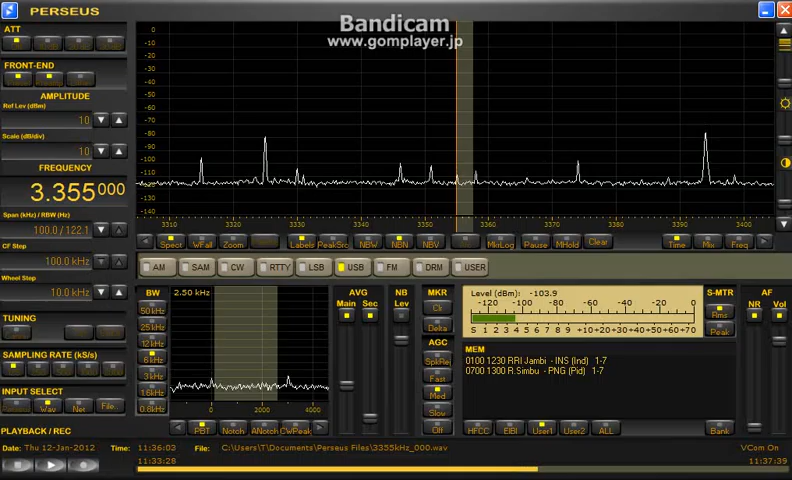 PERSEUS
Bandicam
www.gomplayer.jp
ATT
FRONT-END
AMPLITUDE
Ref Lev (dBm)
10
Scale (dB/div)
10
FREQUENCY
3.355000
Span (kHz) / RBW (Hz)
100.0 / 122.1
CF Step
100.0 kHz
Wheel Step
10.0 kHz
TUNING
SAMPLING RATE (kS/s)
INPUT SELECT
Wav Net File..
PLAYBACK / REC
0
-10
-20
-30
-40
-50
-60
-70
-80
-90
-100
-110
-120
-130
-140
3310 3320 3330 3340 3350 3360 3370 3380 3390 3400
Spect WFall Zoom Labels PeakSrc NBW NBN NBV MkrLog Pause MHold Clear Time Mix Freq
AM SAM CW RTTY LSB USB FM DRM USER
BW
50 kHz
25 kHz
12 kHz
6 kHz
3 kHz
1.6 kHz
0.8kHz
2.50 kHz
0 2000 4600
PBT Notch ANotch CWPeak
AVG
Main Sec
NB
Lev
MKR
Clr
Delta
AGC
SpkRej
Fast
Med
Slow
Off
Level (dBm): -103.9
-120 -100 -80 -60 -40 -20 0
S 1 2 3 4 5 6 7 8 9 +10 +20 +30 +40 +50 +60 +70
S-MTR
Rms
Peak
AF
NR Vol
MEM
0100 1230 RRI Jambi - INS (Ind) 1-7
0700 1300 R.Simbu - PNG (Pid) 1-7
HFCC EIBI User1 User2 ALL Bank
Date: Thu 12-Jan-2012 Time: 11:36:03 File: C:\Users\T\Documents\Perseus Files\3355kHz_000.wav VCom On
11:33:28 11:37:39